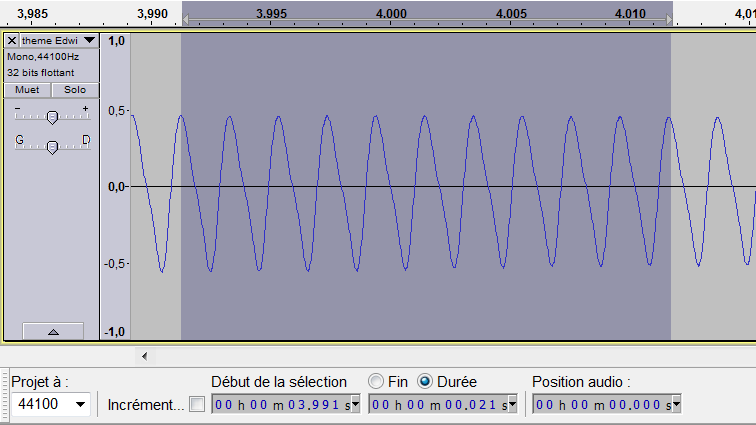 3,985 3,990 3.995 4.000 4.005 4.010 4,01
X theme Edwi
Mono,44100Hz
32 bits flottant
Muet Solo
- +
G D
1,0
0,5-
0,0-
-0,5-
-1,0
Projet à :
44100
Incrément...
Début de la sélection
00 h 00 m 03.991 s
Fin Durée
00 h 00 m 00.021 s
Position audio :
00 h 00 m 00.000 s